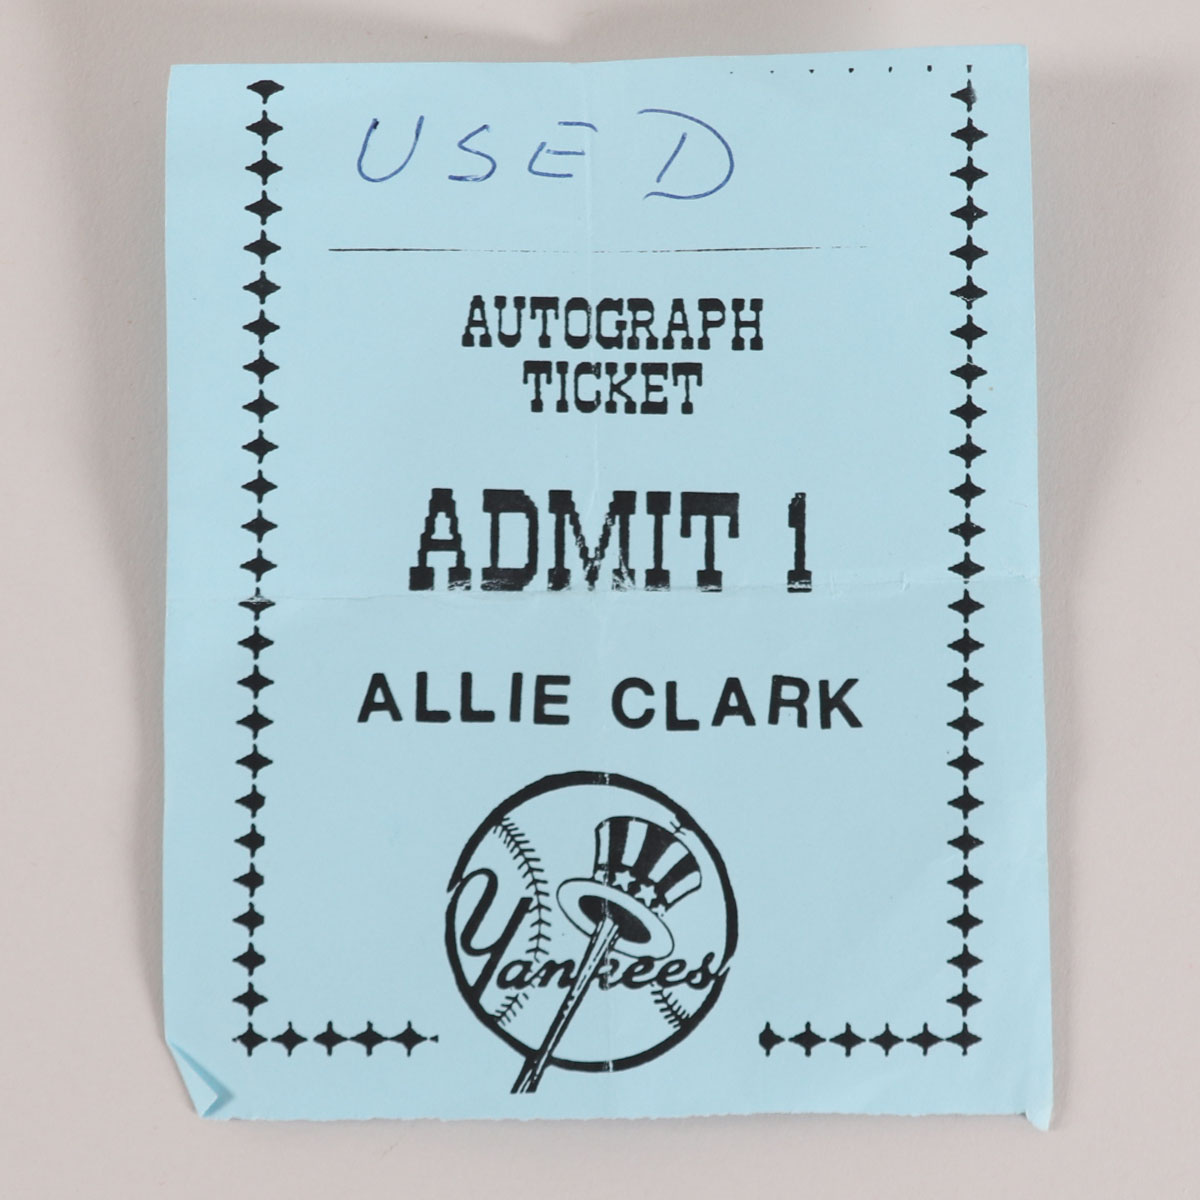 USED
AUTOGRAPH
TICKET
ADMIT 1
ALLIE CLARK
Yankees